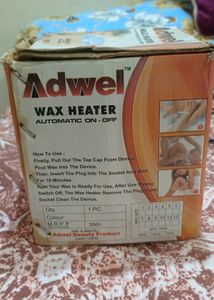 Adwel™
WAX HEATER
AUTOMATIC ON - OFF
How To Use :
Firstly, Pull Out The Top Cap From Device
Pour Wax Into The Device.
Than, Insert The Plug Into The Socket And Wait
For 15 Minutes.
Now Your Wax Is Ready For Use, After Use Power
Switch Off, The Wax Heater Remove The Plug From
Socket Clean The Device.
Qty. : 1 PC.
Colour :
M.R.P. ₹ : 350/-
Adwel Beauty Product